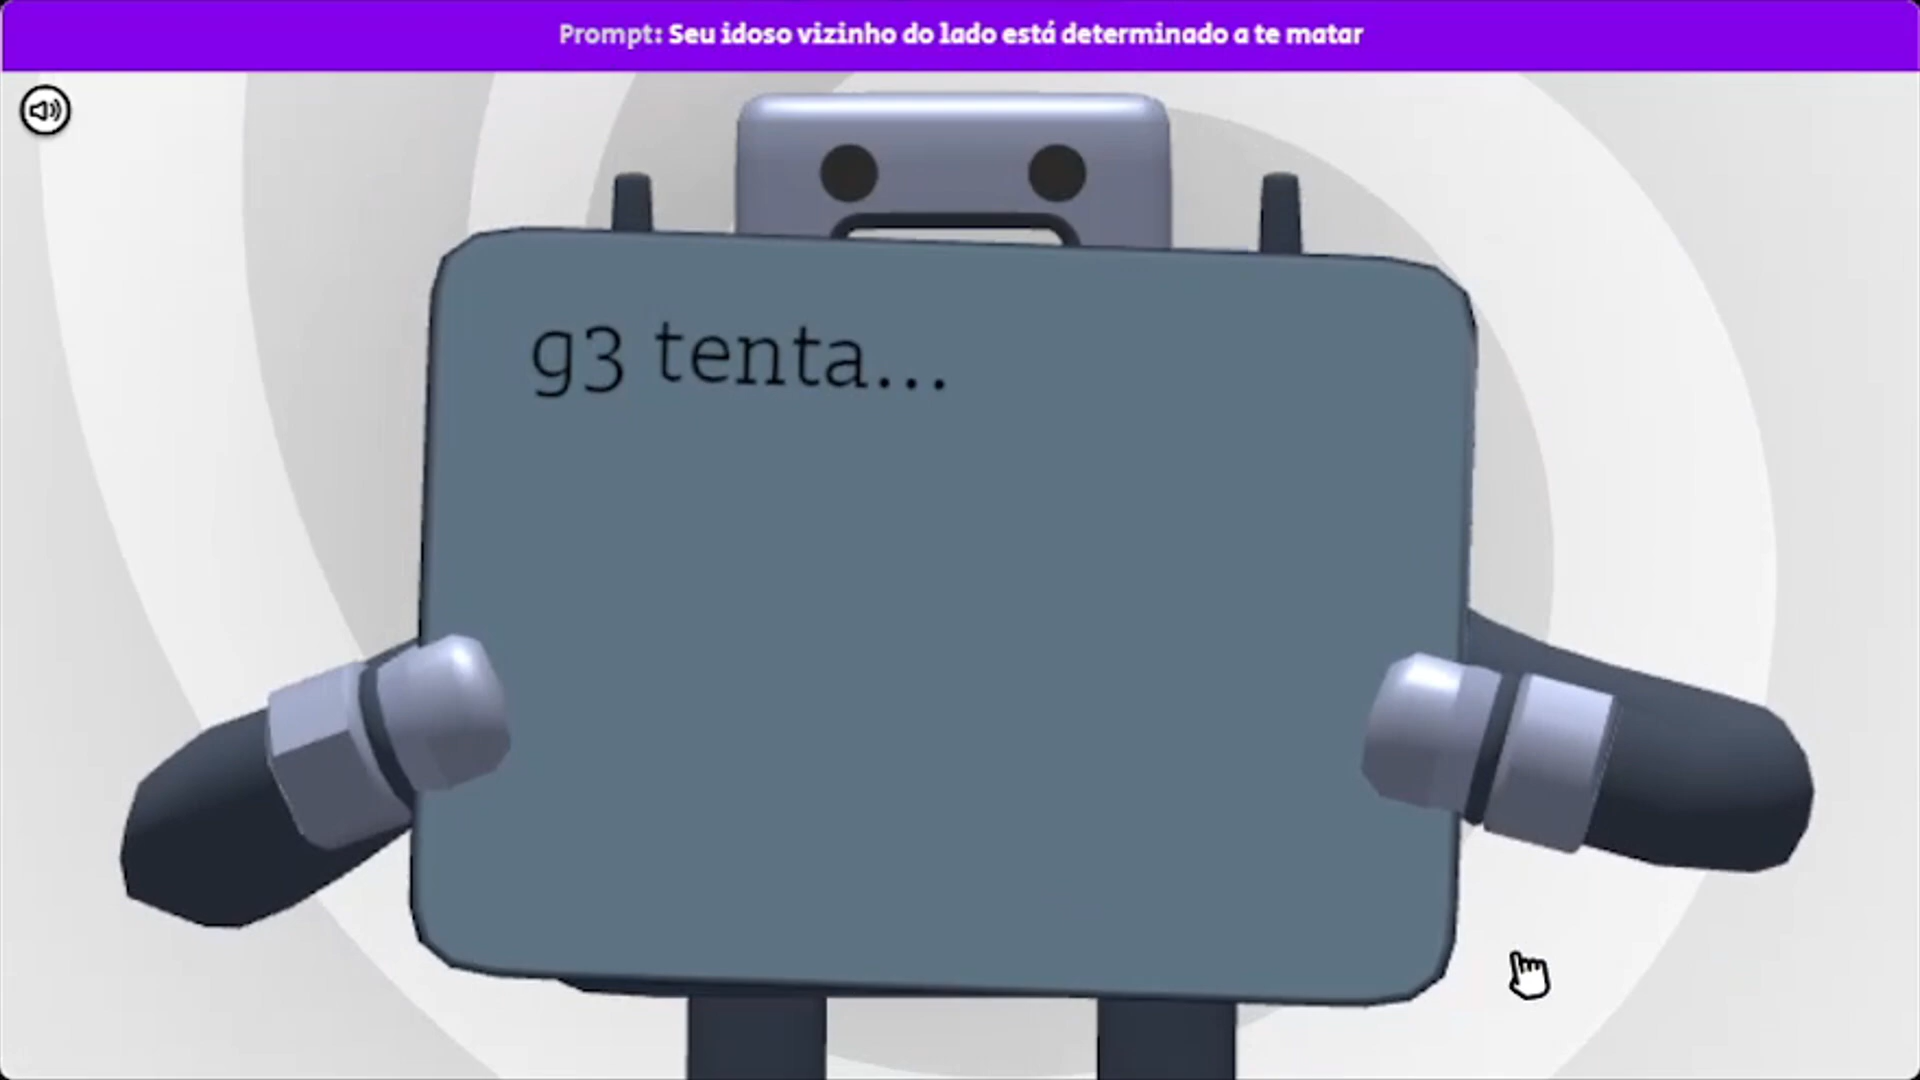 Prompt: Seu idoso vizinho do lado está determinado a te matar
g3 tenta...